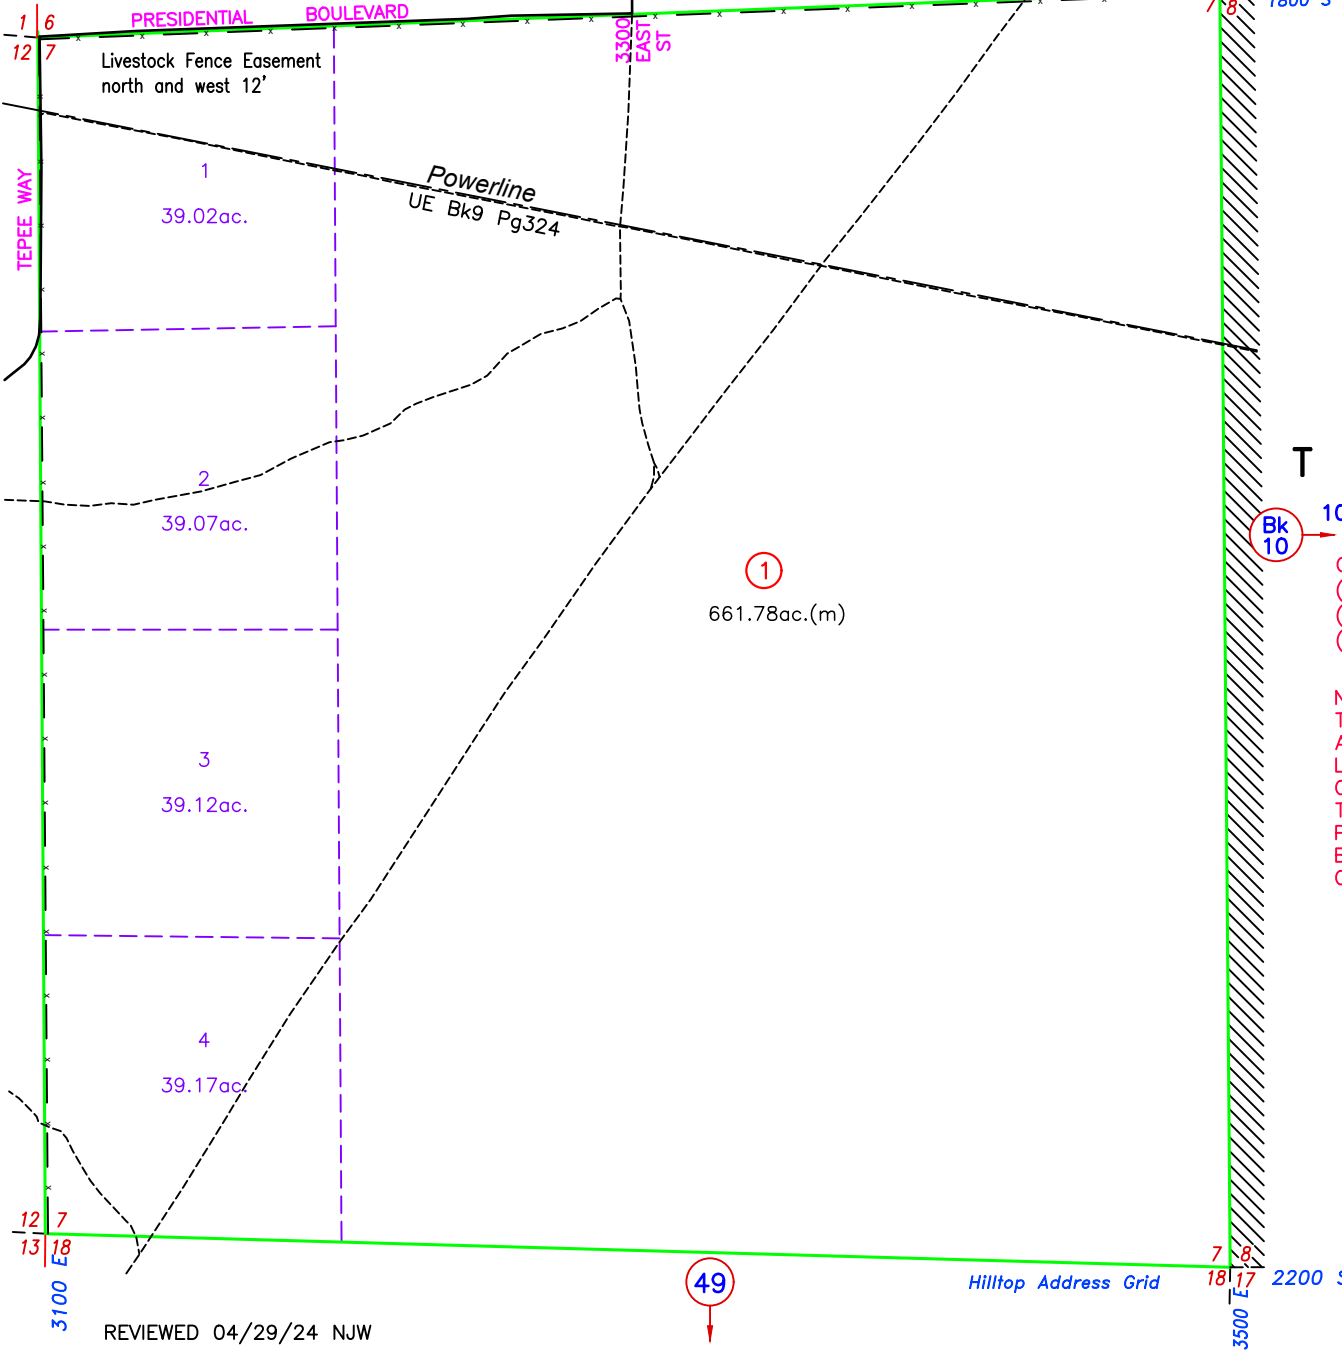 1 6
PRESIDENTIAL BOULEVARD
3300
EAST
ST
7 8
1800 S
12 7
Livestock Fence Easement
north and west 12'
TEPEE WAY
1
39.02ac.
Powerline
UE Bk9 Pg324
2
39.07ac.
T
Bk
10
10
1
661.78ac.(m)
3
39.12ac.
4
39.17ac.
12 7
13 18
3100 E
7 8
18 17
49
Hilltop Address Grid
3500 E
2200 S
REVIEWED 04/29/24 NJW